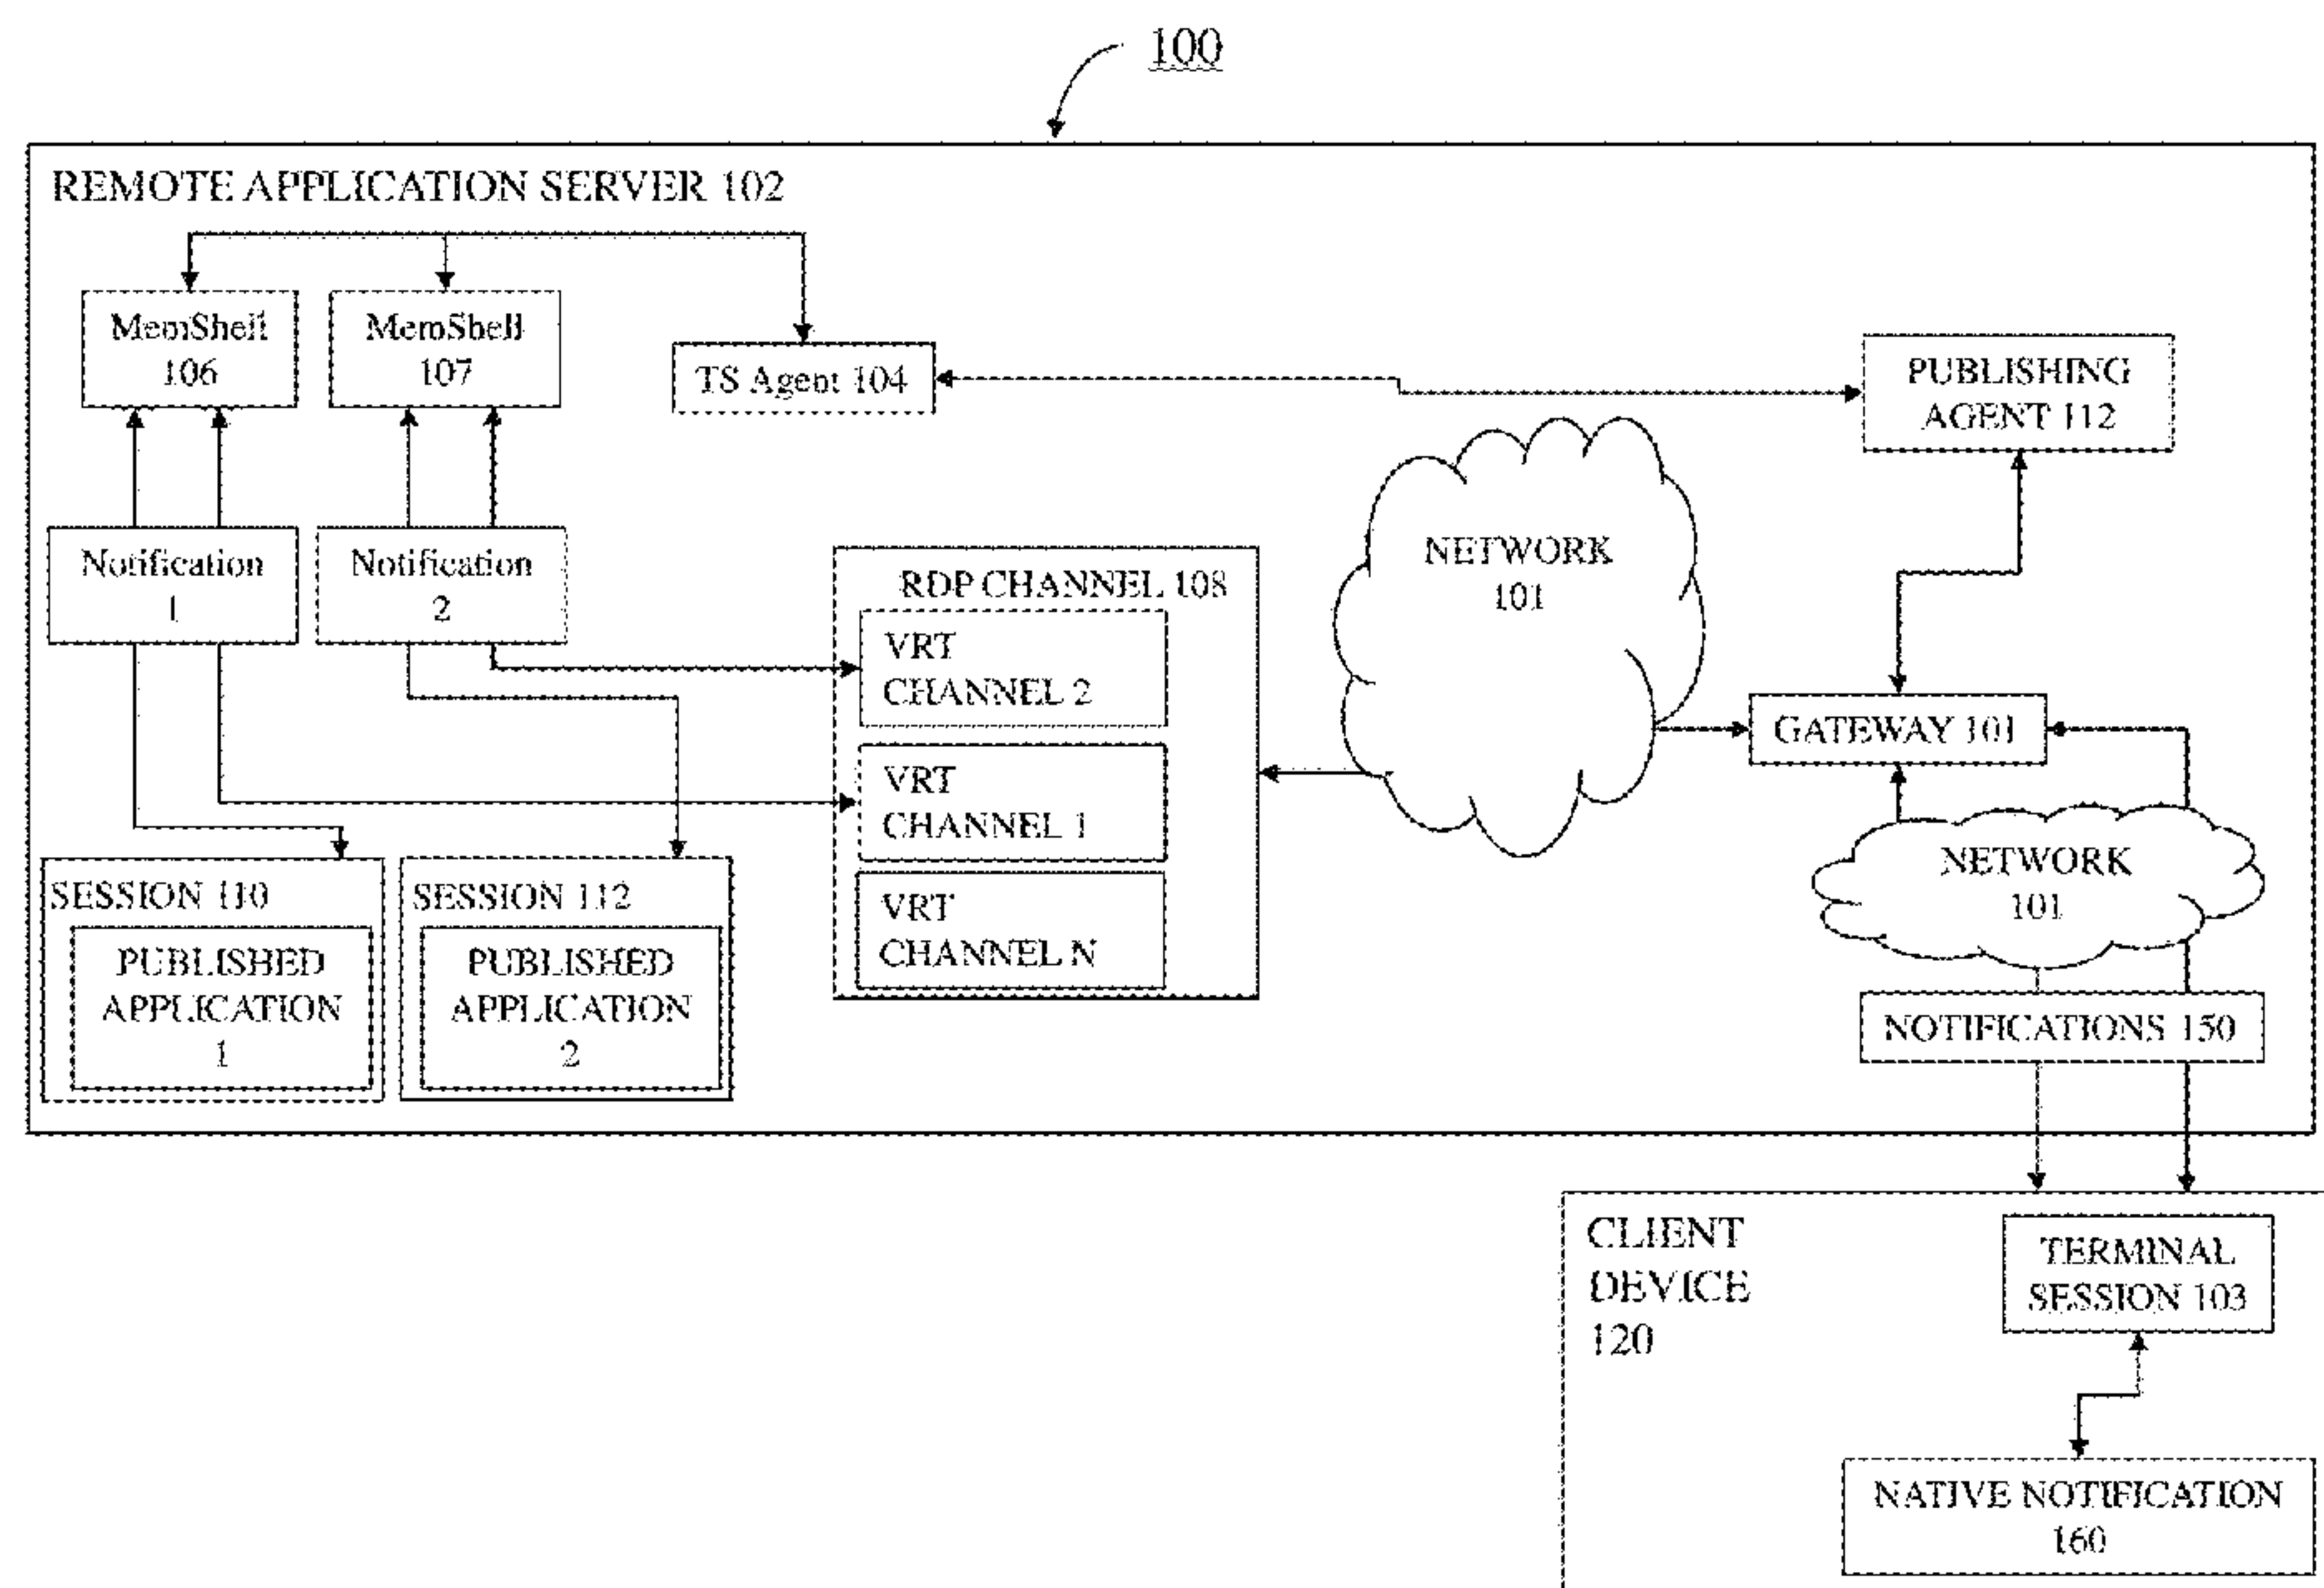 100
REMOTE APPLICATION SERVER 102
MemShell
106
MemShell
107
TS Agent 104
PUBLISHING
AGENT 112
Notification
1
Notification
2
RDP CHANNEL 108
VRT
CHANNEL 2
VRT
CHANNEL 1
VRT
CHANNEL N
NETWORK
101
GATEWAY 101
NETWORK
101
SESSION 110
PUBLISHED
APPLICATION
1
SESSION 112
PUBLISHED
APPLICATION
2
NOTIFICATIONS 150
CLIENT
DEVICE
120
TERMINAL
SESSION 103
NATIVE NOTIFICATION
160